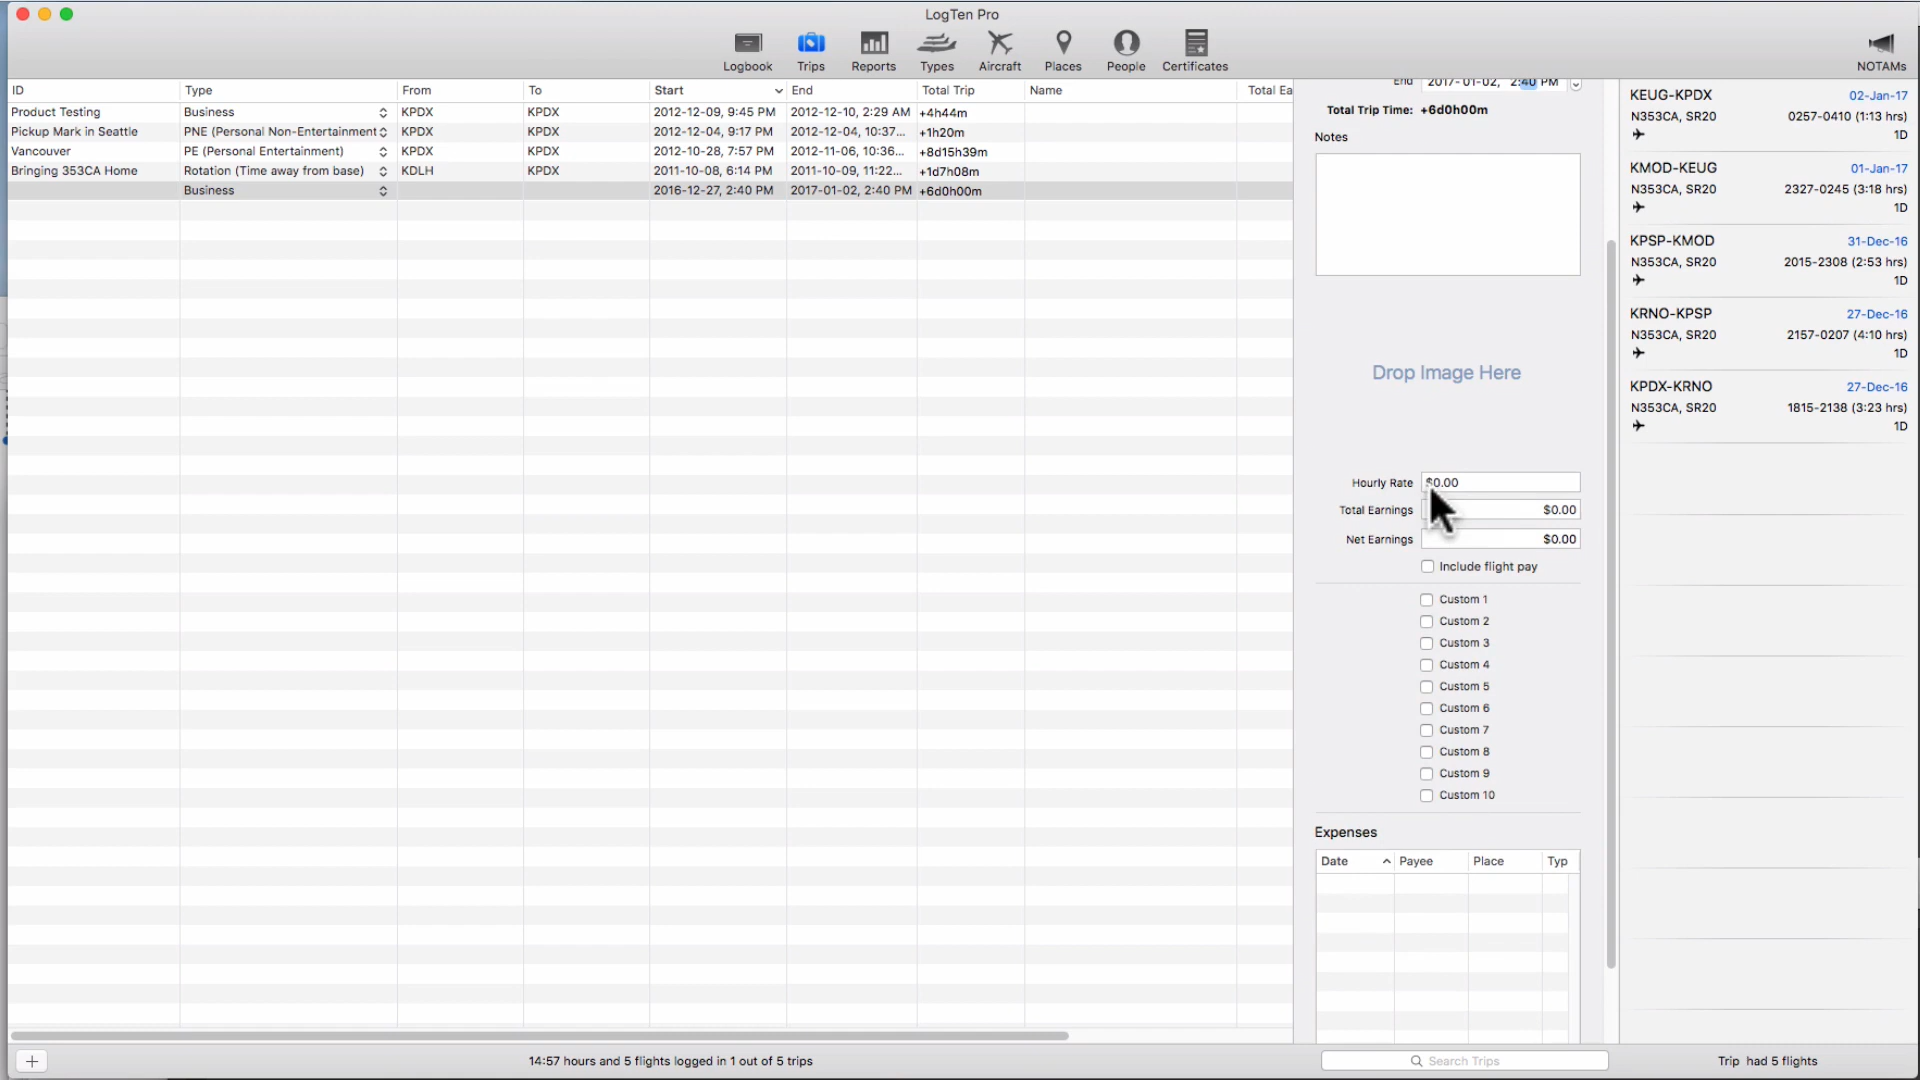 LogTen Pro
Logbook Trips Reports Types Aircraft Places People Certificates NOTAMs
ID Type From To Start End Total Trip Name Total Ea
Product Testing Business KPDX KPDX 2012-12-09, 9:45 PM 2012-12-10, 2:29 AM +4h44m
Pickup Mark in Seattle PNE (Personal Non-Entertainment KPDX KPDX 2012-12-04, 9:17 PM 2012-12-04, 10:37... +1h20m
Vancouver PE (Personal Entertainment) KPDX KPDX 2012-10-28, 7:57 PM 2012-11-06, 10:36... +8d15h39m
Bringing 353CA Home Rotation (Time away from base) KDLH KPDX 2011-10-08, 6:14 PM 2011-10-09, 11:22... +1d7h08m
Business 2016-12-27, 2:40 PM 2017-01-02, 2:40 PM +6d0h00m
End 2017-01-02, 2:40 PM
Total Trip Time: +6d0h00m
Notes
Drop Image Here
Hourly Rate $0.00
Total Earnings $0.00
Net Earnings $0.00
Include flight pay
Custom 1
Custom 2
Custom 3
Custom 4
Custom 5
Custom 6
Custom 7
Custom 8
Custom 9
Custom 10
Expenses
Date Payee Place Typ
KEUG-KPDX 02-Jan-17
N353CA, SR20 0257-0410 (1:13 hrs)
1D
KMOD-KEUG 01-Jan-17
N353CA, SR20 2327-0245 (3:18 hrs)
1D
KPSP-KMOD 31-Dec-16
N353CA, SR20 2015-2308 (2:53 hrs)
1D
KRNO-KPSP 27-Dec-16
N353CA, SR20 2157-0207 (4:10 hrs)
1D
KPDX-KRNO 27-Dec-16
N353CA, SR20 1815-2138 (3:23 hrs)
1D
14:57 hours and 5 flights logged in 1 out of 5 trips
Search Trips
Trip had 5 flights